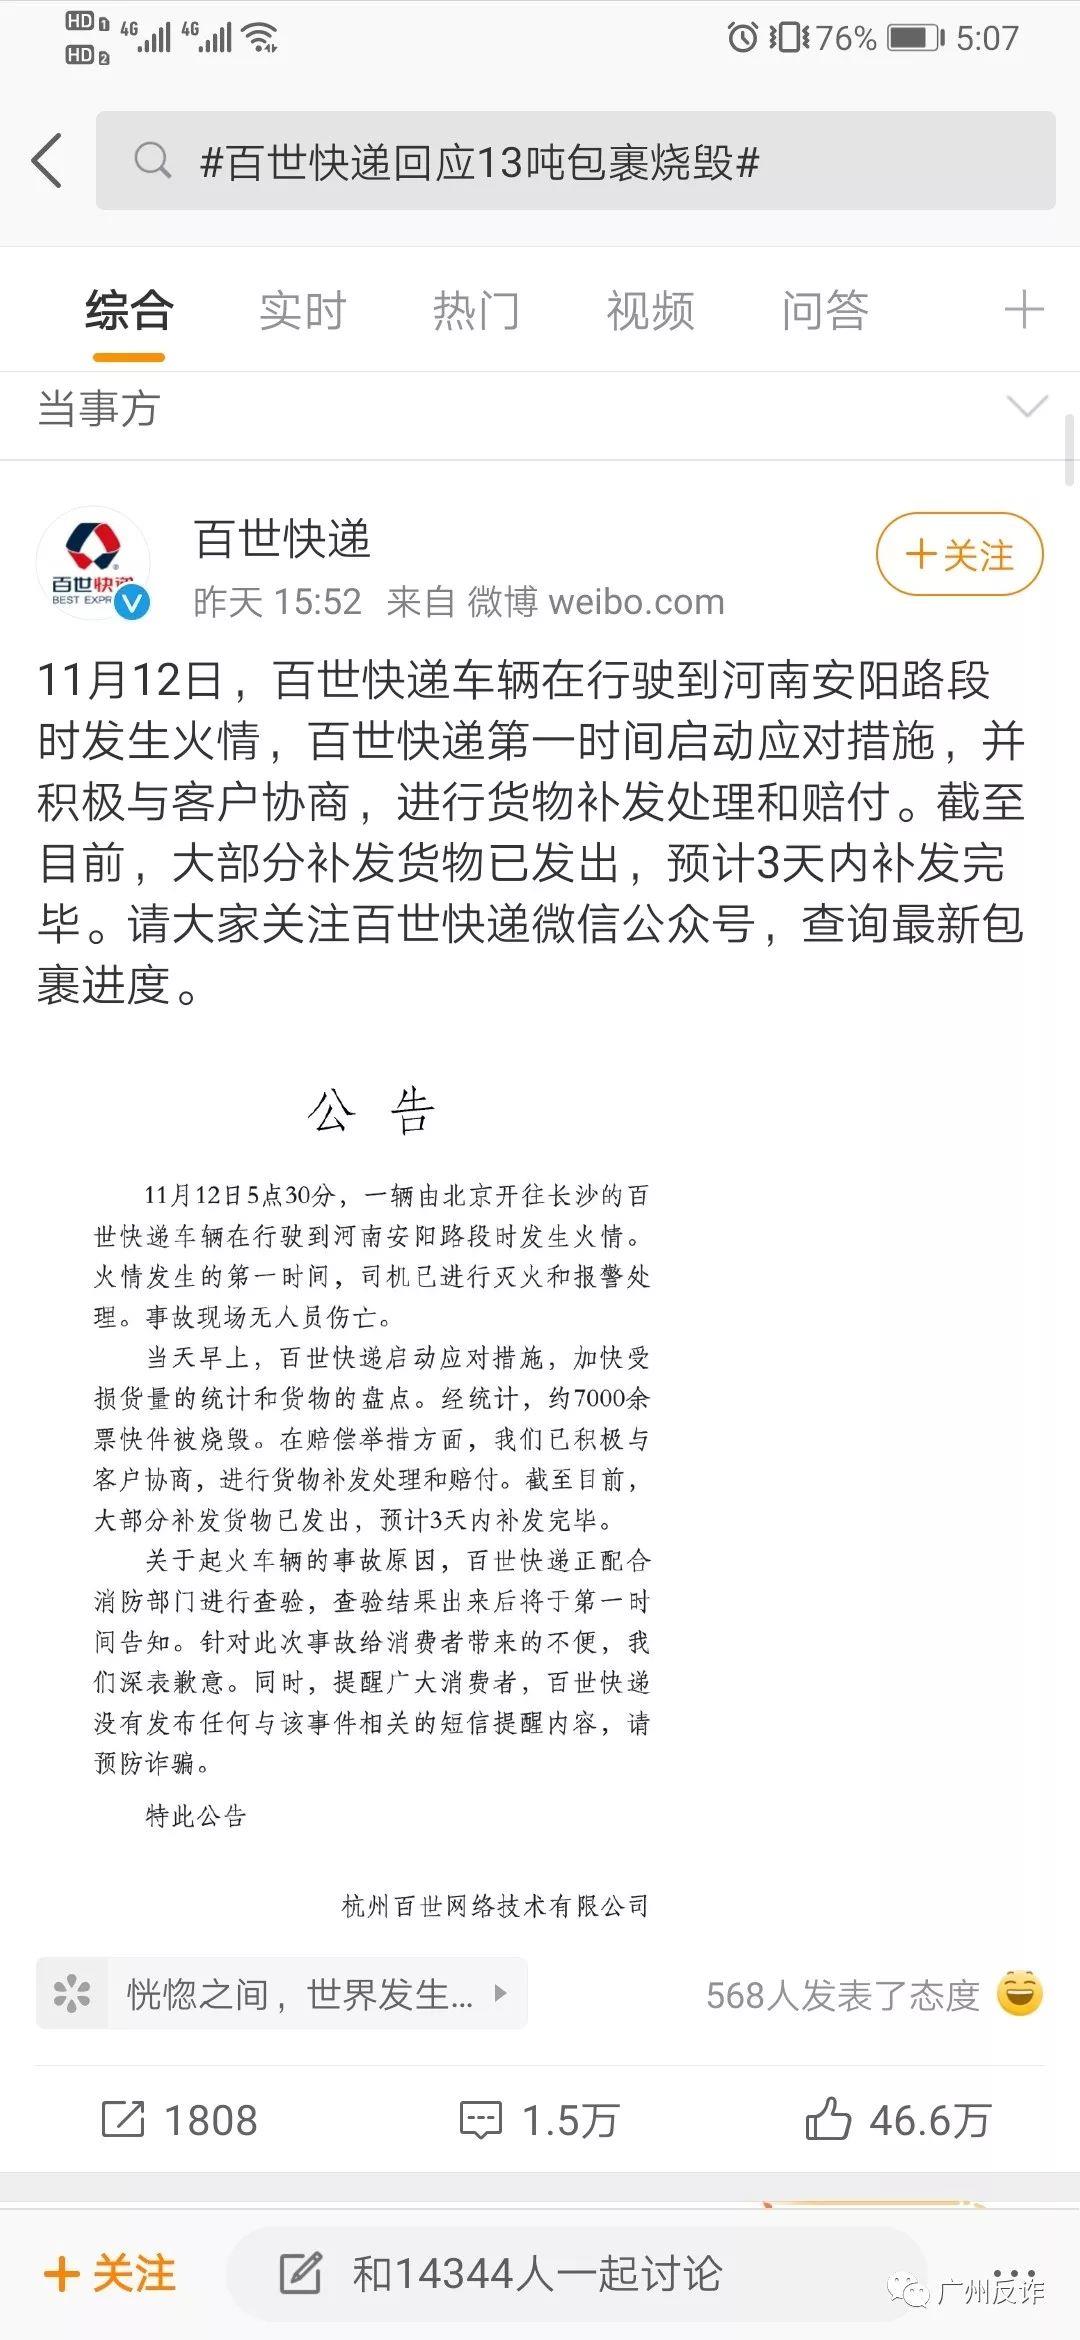 HD 1 4G 4G 76% 5:07
HD 2
#百世快递回应13吨包裹烧毁#
综合 实时 热门 视频 问答
当事方
百世快递
BEST EXPR
百世快递
昨天 15:52 来自 微博 weibo.com
+关注
11月12日，百世快递车辆在行驶到河南安阳路段
时发生火情，百世快递第一时间启动应对措施，并
积极与客户协商，进行货物补发处理和赔付。截至
目前，大部分补发货物已发出，预计3天内补发完
毕。请大家关注百世快递微信公众号，查询最新包
裹进度。
公 告
11月12日5点30分，一辆由北京开往长沙的百
世快递车辆在行驶到河南安阳路段时发生火情。
火情发生的第一时间，司机已进行灭火和报警处
理。事故现场无人员伤亡。
当天早上，百世快递启动应对措施，加快受
损货量的统计和货物的盘点。经统计，约7000余
票快件被烧毁。在赔偿举措方面，我们已积极与
客户协商，进行货物补发处理和赔付。截至目前，
大部分补发货物已发出，预计3天内补发完毕。
关于起火车辆的事故原因，百世快递正配合
消防部门进行查验，查验结果出来后将于第一时
间告知。针对此次事故给消费者带来的不便，我
们深表歉意。同时，提醒广大消费者，百世快递
没有发布任何与该事件相关的短信提醒内容，请
预防诈骗。
特此公告
杭州百世网络技术有限公司
恍惚之间，世界发生...
568人发表了态度
1808 1.5万 46.6万
+关注 和14344人一起讨论
广州反诈